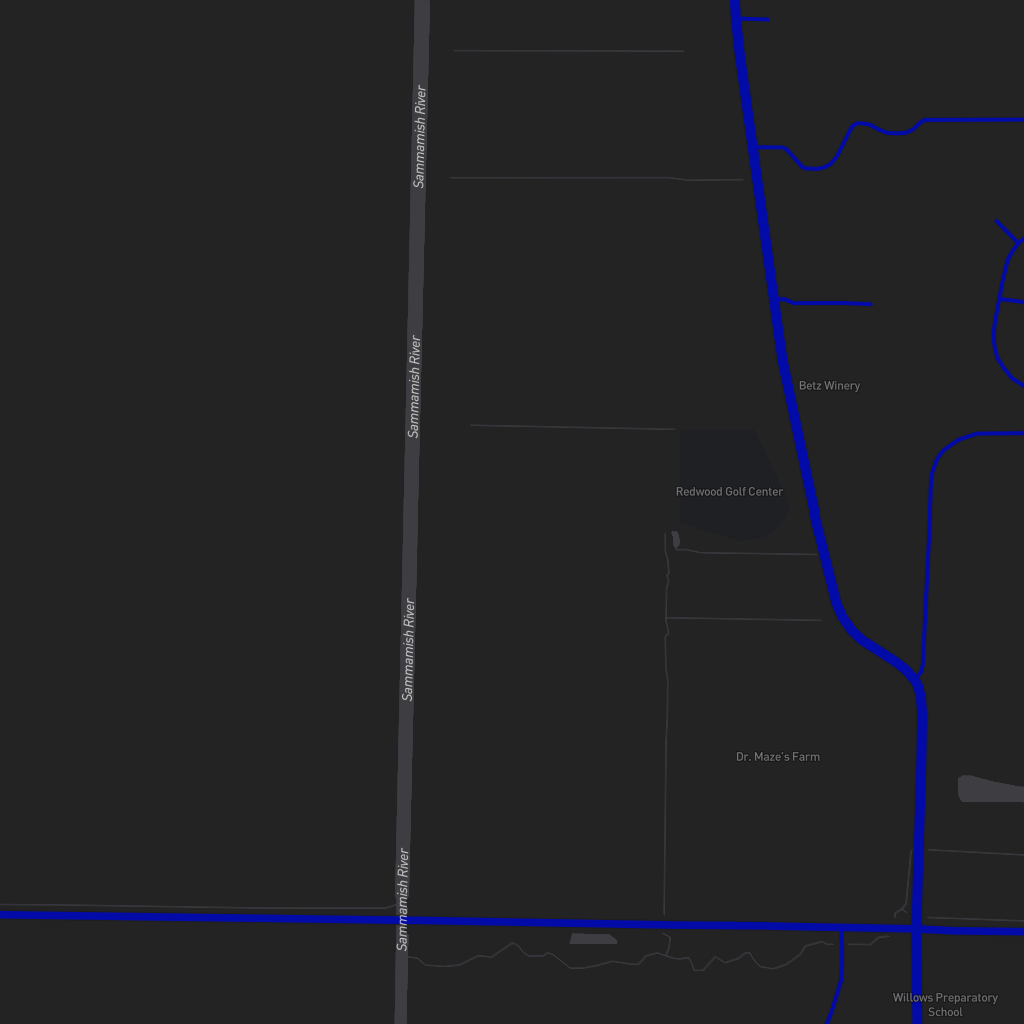 Sammamish River
Sammamish River
Betz Winery
Redwood Golf Center
Sammamish River
Dr. Maze's Farm
Sammamish River
Willows Preparatory
School